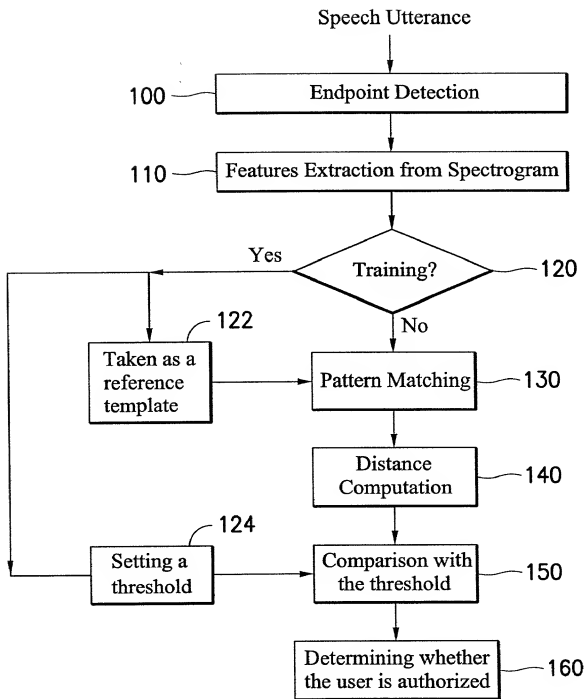 Speech Utterance
100
Endpoint Detection
110
Features Extraction from Spectrogram
Yes
Training?
120
No
122
Taken as a
reference
template
Pattern Matching
130
Distance
Computation
140
124
Setting a
threshold
Comparison with
the threshold
150
Determining whether
the user is authorized
160